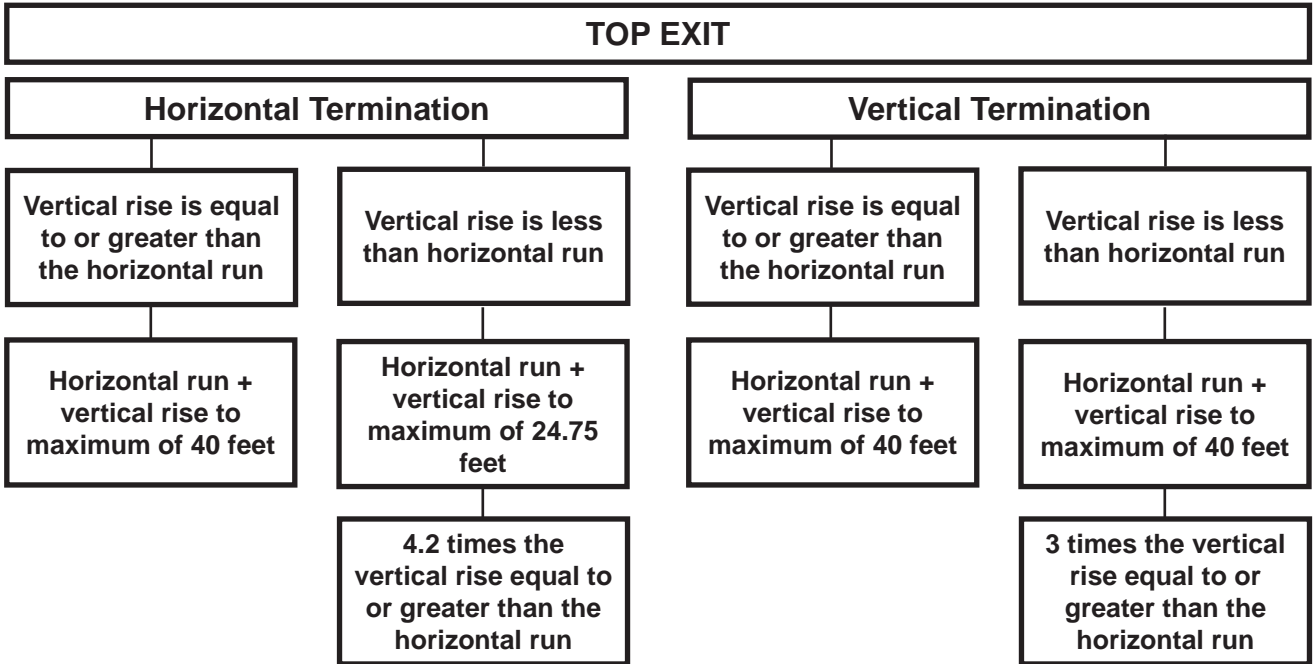 TOP EXIT
Horizontal Termination
Vertical rise is equal
to or greater than
the horizontal run
Horizontal run +
vertical rise to
maximum of 40 feet
Vertical rise is less
than horizontal run
Horizontal run +
vertical rise to
maximum of 24.75
feet
4.2 times the
vertical rise equal to
or greater than the
horizontal run
Vertical Termination
Vertical rise is equal
to or greater than
the horizontal run
Horizontal run +
vertical rise to
maximum of 40 feet
Vertical rise is less
than horizontal run
Horizontal run +
vertical rise to
maximum of 40 feet
3 times the vertical
rise equal to or
greater than the
horizontal run